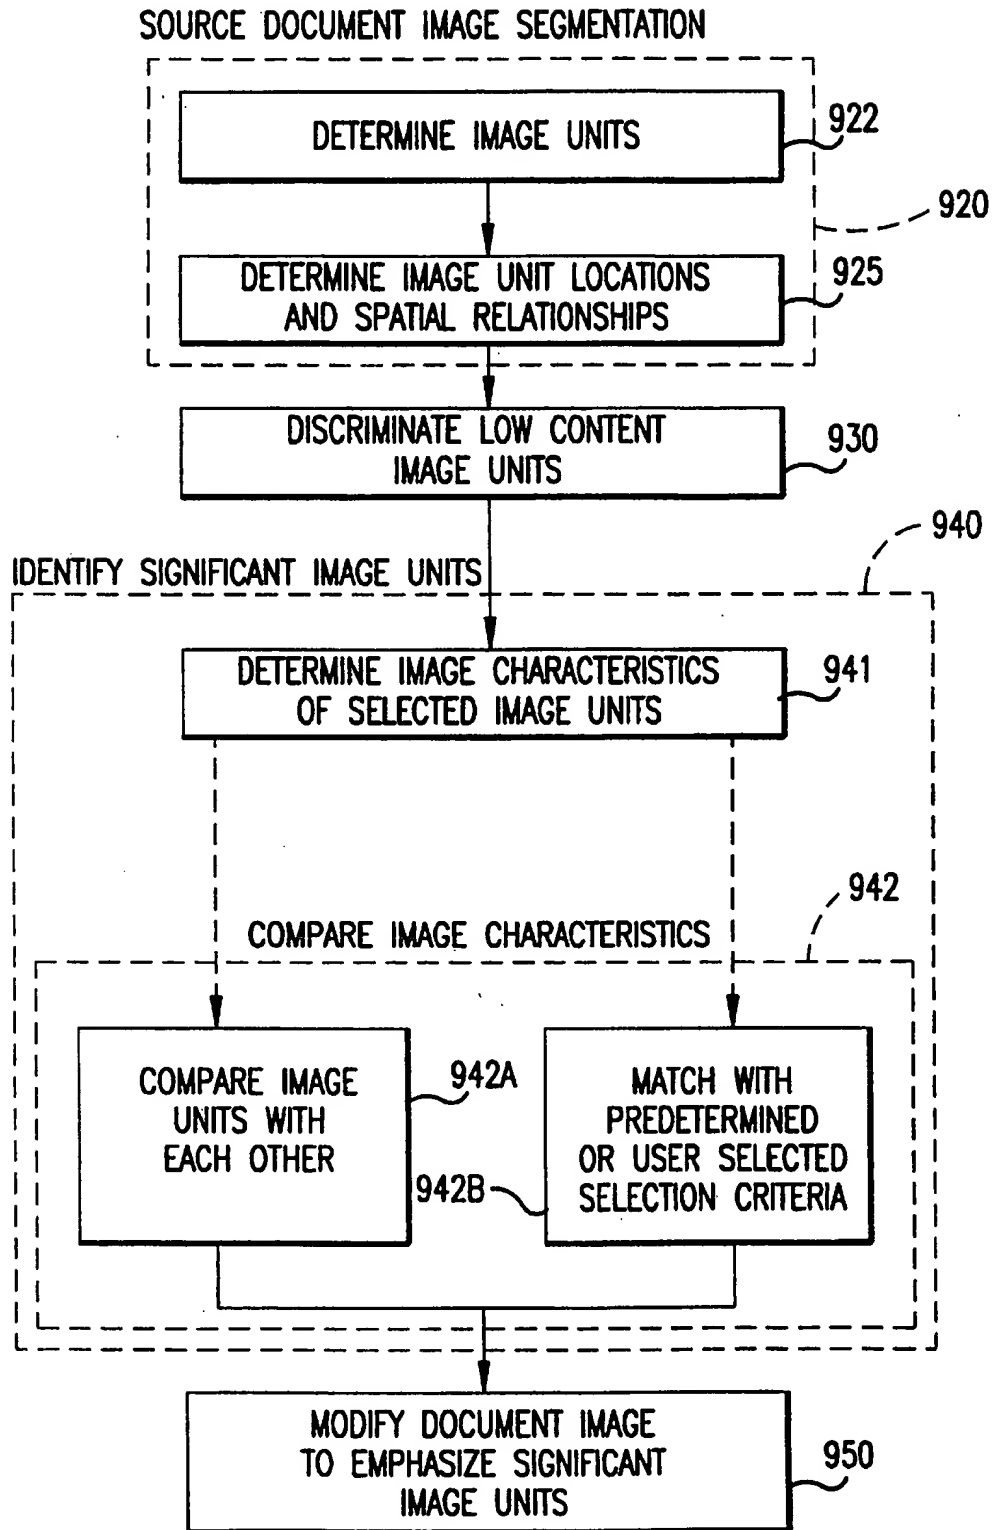 SOURCE DOCUMENT IMAGE SEGMENTATION
DETERMINE IMAGE UNITS
922
920
DETERMINE IMAGE UNIT LOCATIONS
AND SPATIAL RELATIONSHIPS
925
DISCRIMINATE LOW CONTENT
IMAGE UNITS
930
940
IDENTIFY SIGNIFICANT IMAGE UNITS
DETERMINE IMAGE CHARACTERISTICS
OF SELECTED IMAGE UNITS
941
942
COMPARE IMAGE CHARACTERISTICS
COMPARE IMAGE
UNITS WITH
EACH OTHER
942A
MATCH WITH
PREDETERMINED
OR USER SELECTED
SELECTION CRITERIA
942B
MODIFY DOCUMENT IMAGE
TO EMPHASIZE SIGNIFICANT
IMAGE UNITS
950